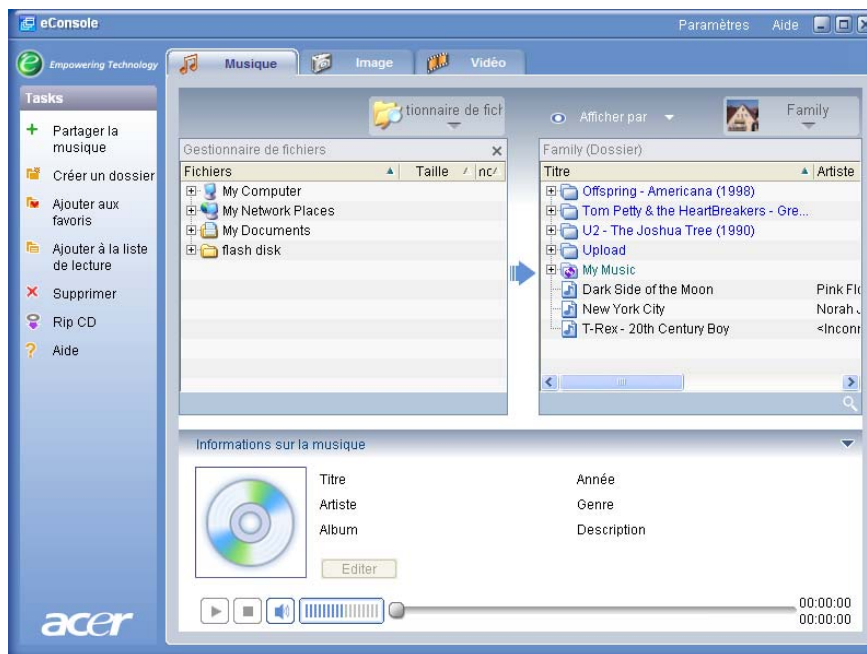 eConsole
Paramètres Aide
Empowering Technology
Musique Image Vidéo
Tasks
Partager la musique
Créer un dossier
Ajouter aux favoris
Ajouter à la liste de lecture
Supprimer
Rip CD
Aide
tionnaire de fich
Afficher par
Family
Gestionnaire de fichiers
Fichiers Taille
My Computer
My Network Places
My Documents
flash disk
Family (Dossier)
Titre Artiste
Offspring - Americana (1998)
Tom Petty & the HeartBreakers - Gre...
U2 - The Joshua Tree (1990)
Upload
My Music
Dark Side of the Moon Pink Flo
New York City Norah
T-Rex - 20th Century Boy <Inconn
Informations sur la musique
Titre
Artiste
Album
Année
Genre
Description
Editer
00:00:00
00:00:00
acer